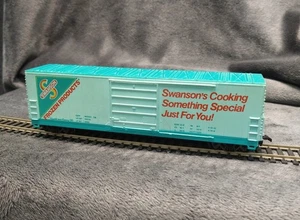 FROZEN PRODUCTS
Swanson's Cooking
Something Special
Just For You!